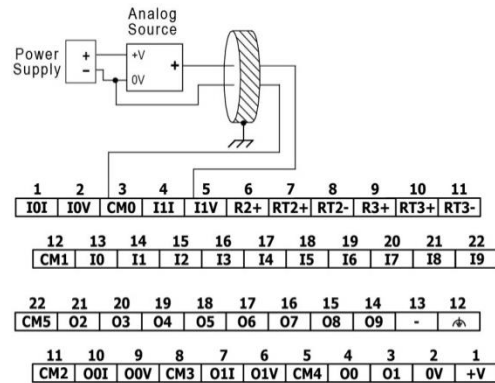 Analog
Source
Power
Supply
+
-
+V
0V
+
1 2 3 4 5 6 7 8 9 10 11
I0I I0V CM0 I1I I1V R2+ RT2+ RT2- R3+ RT3+ RT3-
12 13 14 15 16 17 18 19 20 21 22
CM1 I0 I1 I2 I3 I4 I5 I6 I7 I8 I9
22 21 20 19 18 17 16 15 14 13 12
CM5 O2 O3 O4 O5 O6 O7 O8 O9 -
11 10 9 8 7 6 5 4 3 2 1
CM2 O0I O0V CM3 O1I O1V CM4 O0 O1 0V +V